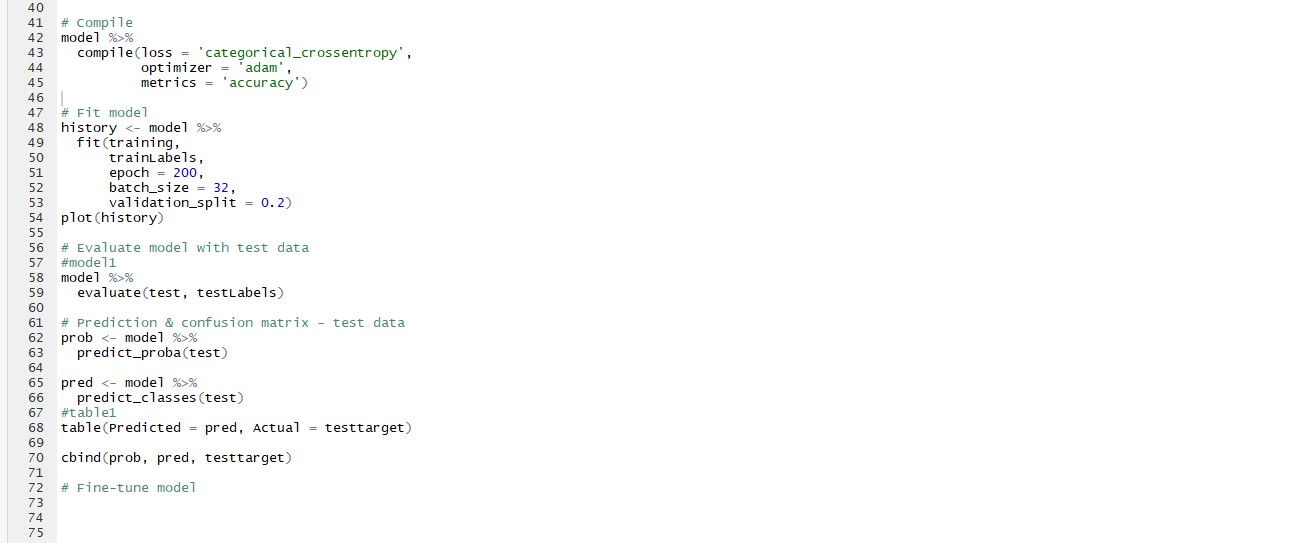 40
41 # Compile
42 model %>%
43   compile(loss = 'categorical_crossentropy',
44           optimizer = 'adam',
45           metrics = 'accuracy')
46
47 # Fit model
48 history <- model %>%
49   fit(training,
50       trainLabels,
51       epoch = 200,
52       batch_size = 32,
53       validation_split = 0.2)
54 plot(history)
55
56 # Evaluate model with test data
57 #model1
58 model %>%
59   evaluate(test, testLabels)
60
61 # Prediction & confusion matrix - test data
62 prob <- model %>%
63   predict_proba(test)
64
65 pred <- model %>%
66   predict_classes(test)
67 #table1
68 table(Predicted = pred, Actual = testtarget)
69
70 cbind(prob, pred, testtarget)
71
72 # Fine-tune model
73
74
75